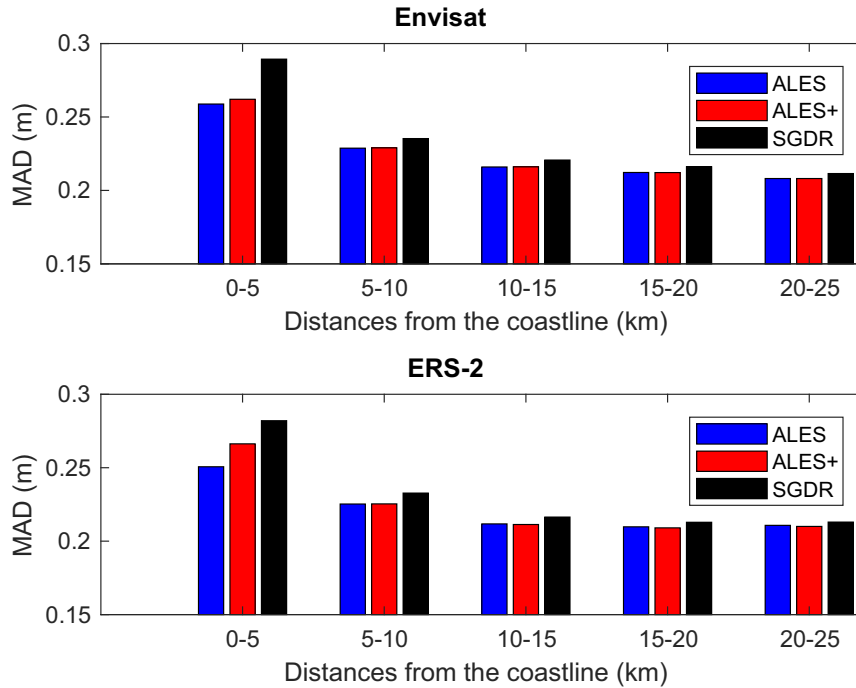 Envisat
0.3
0.25
0.2
0.15
MAD (m)
ALES
ALES+
SGDR
0-5 5-10 10-15 15-20 20-25
Distances from the coastline (km)
ERS-2
0.3
0.25
0.2
0.15
MAD (m)
ALES
ALES+
SGDR
0-5 5-10 10-15 15-20 20-25
Distances from the coastline (km)